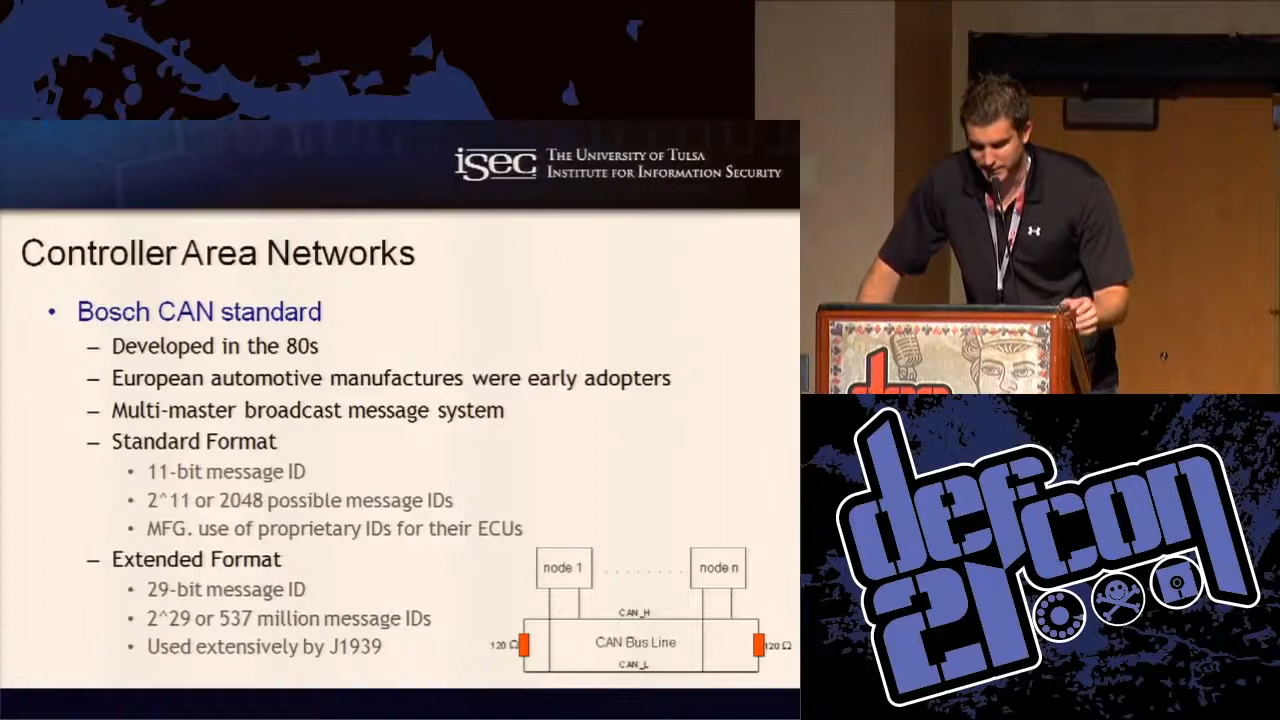 isec THE UNIVERSITY OF TULSA
INSTITUTE FOR INFORMATION SECURITY
Controller Area Networks
• Bosch CAN standard
– Developed in the 80s
– European automotive manufactures were early adopters
– Multi-master broadcast message system
– Standard Format
• 11-bit message ID
• 2^11 or 2048 possible message IDs
• MFG. use of proprietary IDs for their ECUs
– Extended Format
• 29-bit message ID
• 2^29 or 537 million message IDs
• Used extensively by J1939
node 1 . . . . . . . . node n
CAN_H
120 Ω CAN Bus Line 120 Ω
CAN_L
defcon
21